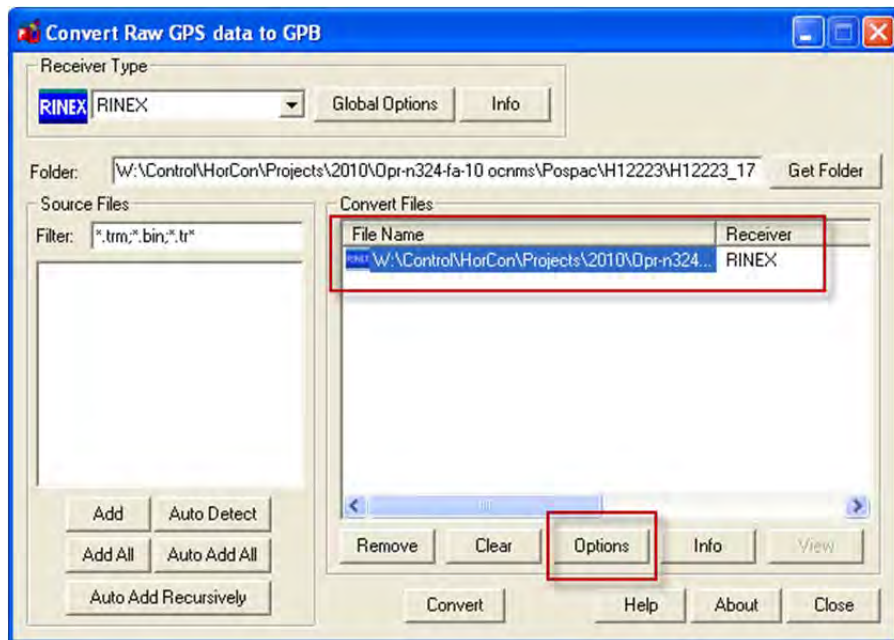 Convert Raw GPS data to GPB
Receiver Type
RINEX RINEX Global Options Info
Folder: W:\Control\HorCon\Projects\2010\Opr-n324-fa-10 ocnms\Pospac\H12223\H12223_17 Get Folder
Source Files
Filter: *.trm;*.bin;*.tr*
Add Auto Detect
Add All Auto Add All
Auto Add Recursively
Convert Files
File Name Receiver
RINEX W:\Control\HorCon\Projects\2010\Opr-n324... RINEX
Remove Clear Options Info View
Convert Help About Close